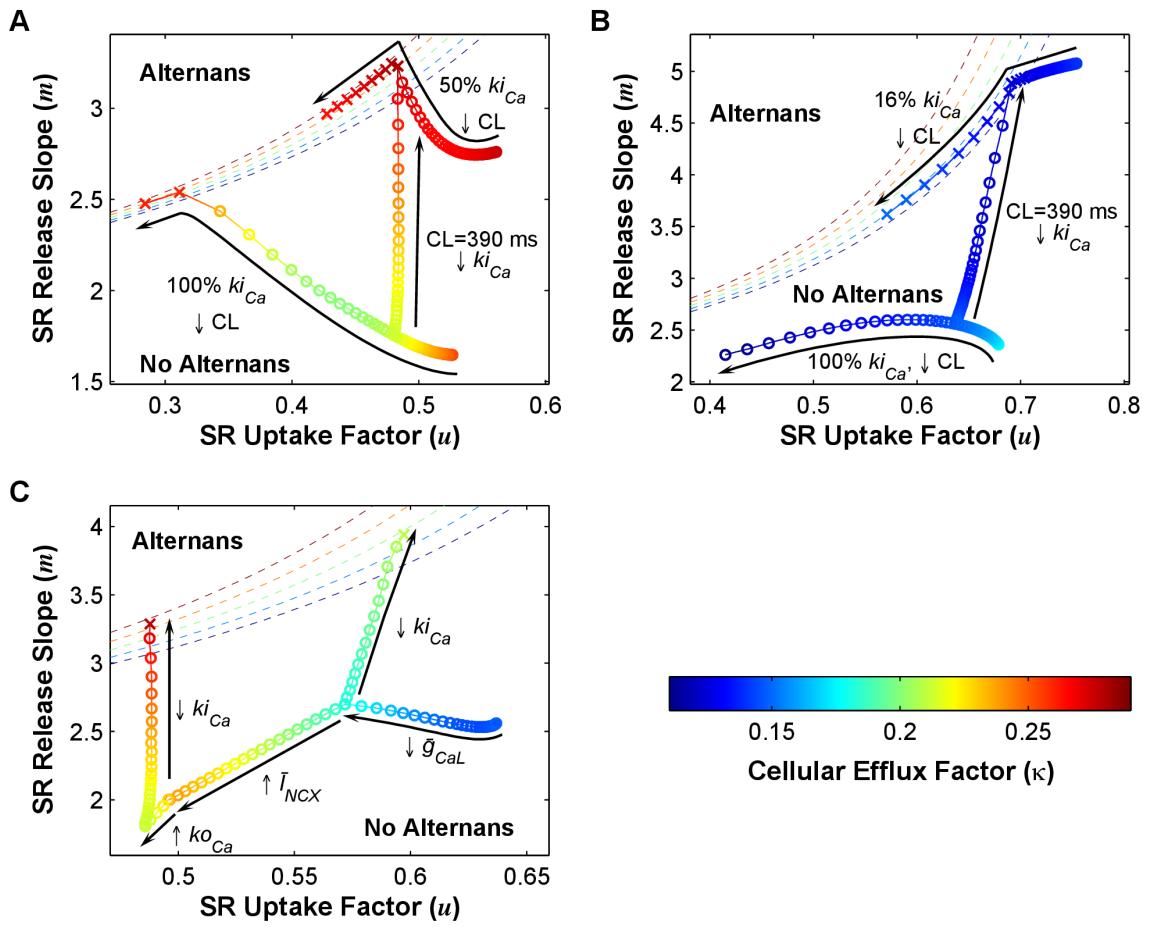 A
Alternans
50% kiCa
↓ CL
CL=390 ms
↓ kiCa
100% kiCa
↓ CL
No Alternans
3
2.5
2
1.5
0.3
0.4
0.5
0.6
SR Release Slope (m)
SR Uptake Factor (u)
B
Alternans
16% kiCa
↓ CL
CL=390 ms
↓ kiCa
No Alternans
100% kiCa, ↓ CL
5
4.5
4
3.5
3
2.5
2
0.4
0.5
0.6
0.7
0.8
SR Release Slope (m)
SR Uptake Factor (u)
C
Alternans
↓ kiCa
↓ kiCa
↓ ḡCaL
↑ ĪNCX
↑ koCa
No Alternans
4
3.5
3
2.5
2
0.5
0.55
0.6
0.65
SR Release Slope (m)
SR Uptake Factor (u)
0.15
0.2
0.25
Cellular Efflux Factor (κ)